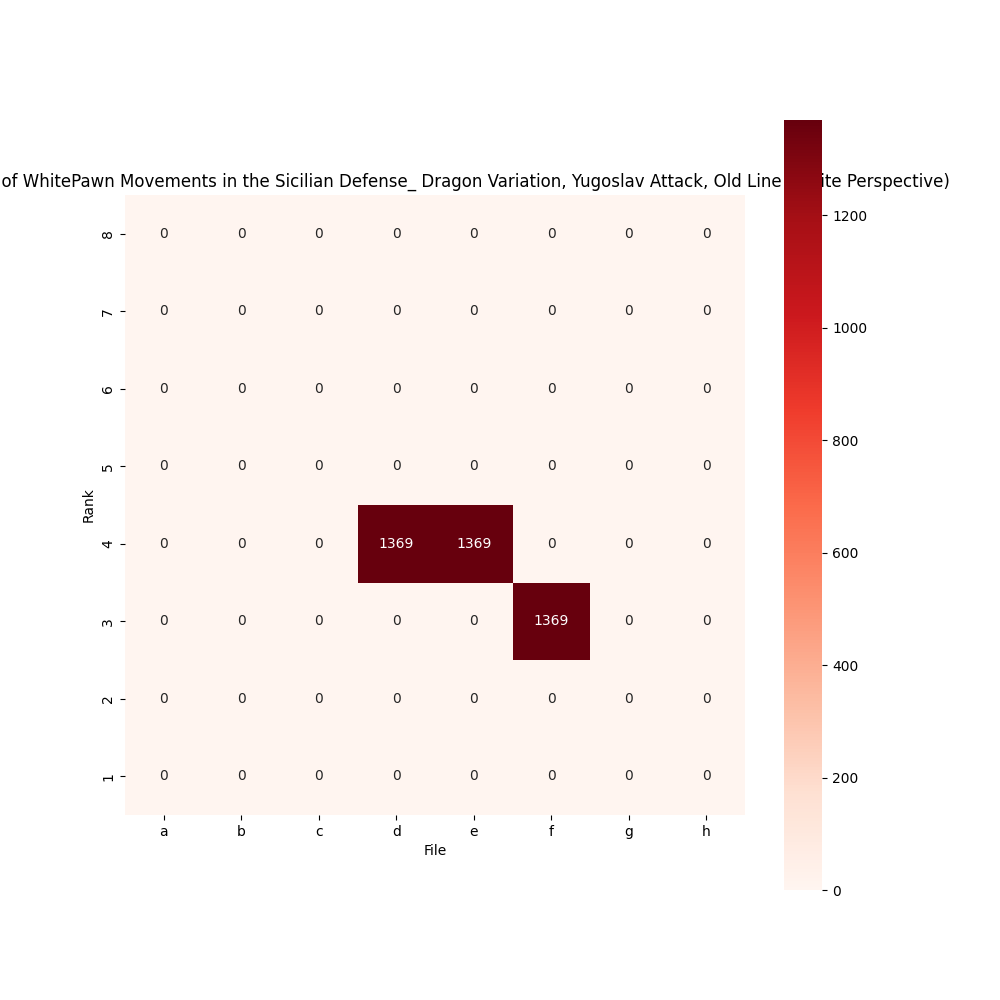 of WhitePawn Movements in the Sicilian Defense_ Dragon Variation, Yugoslav Attack, Old Line ite Perspective)
8 0 0 0 0 0 0 0 0
7 0 0 0 0 0 0 0 0
6 0 0 0 0 0 0 0 0
5 0 0 0 0 0 0 0 0
Rank
4 0 0 0 1369 1369 0 0 0
3 0 0 0 0 0 1369 0 0
2 0 0 0 0 0 0 0 0
1 0 0 0 0 0 0 0 0
a b c d e f g h
File
1200
1000
800
600
400
200
0